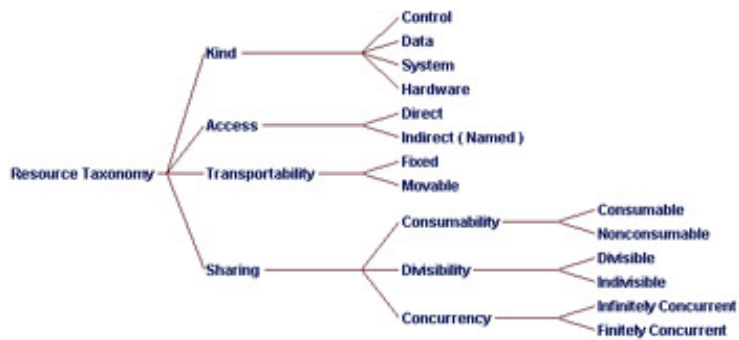 Control
Data
Kind
System
Hardware
Direct
Access
Indirect ( Named )
Fixed
Resource Taxonomy
Transportability
Movable
Consumable
Consumability
Nonconsumable
Divisible
Sharing
Divisibility
Indivisible
Infinitely Concurrent
Concurrency
Finitely Concurrent